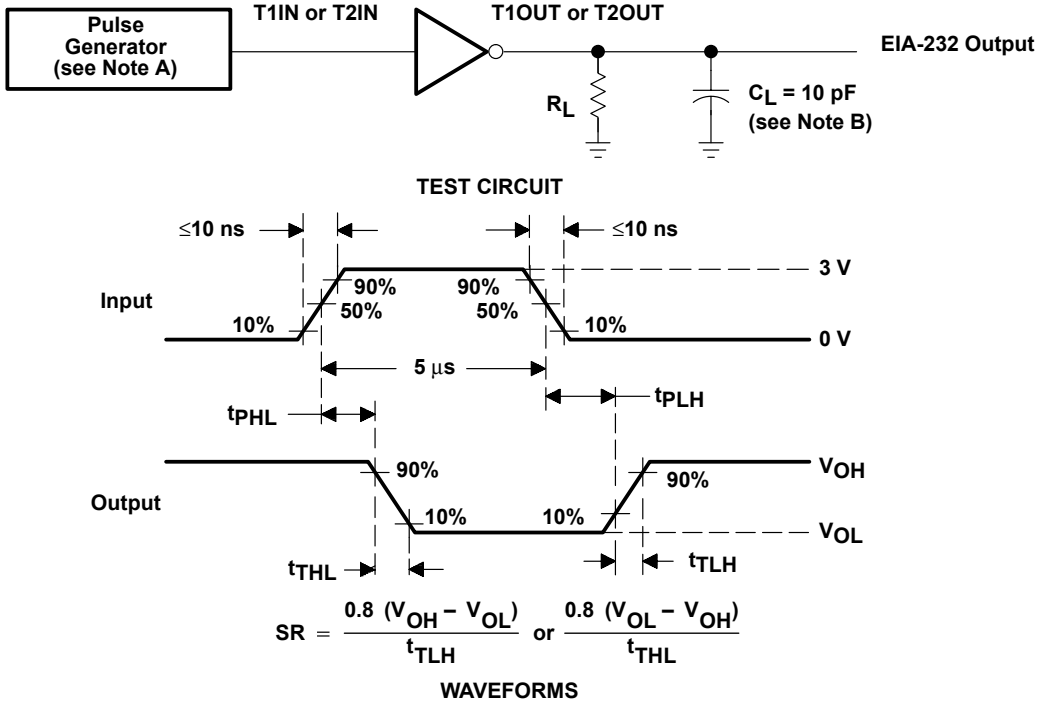 T1IN or T2IN
T1OUT or T2OUT
Pulse
Generator
(see Note A)
EIA-232 Output
RL
CL = 10 pF
(see Note B)
TEST CIRCUIT
≤10 ns
≤10 ns
3 V
90%
90%
Input
50%
50%
10%
10%
0 V
5 μs
tPHL
tPLH
VOH
90%
90%
Output
10%
10%
VOL
tTHL
tTLH
SR = 0.8 (VOH – VOL) / tTLH or 0.8 (VOL – VOH) / tTHL
WAVEFORMS